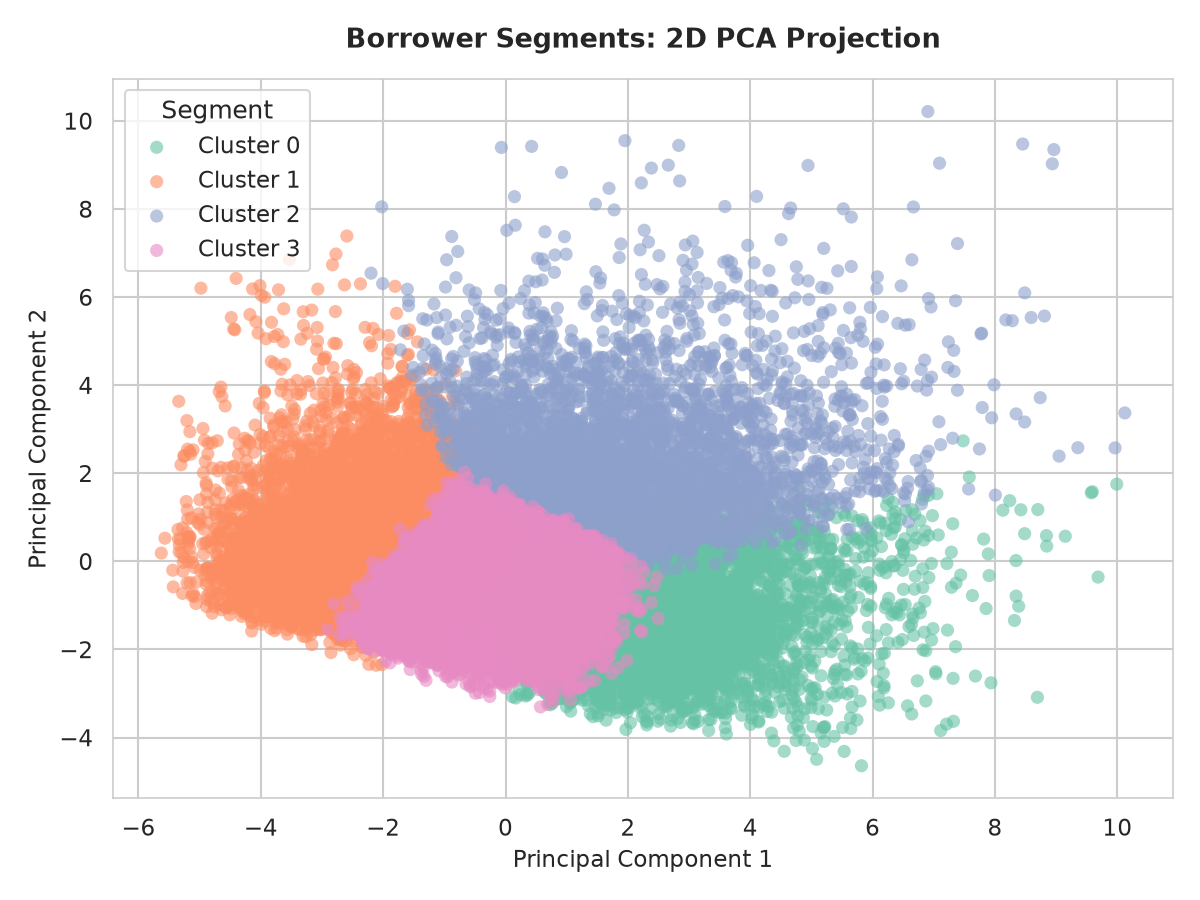 Borrower Segments: 2D PCA Projection
Segment
Cluster 0
Cluster 1
Cluster 2
Cluster 3
Principal Component 2
10
8
6
4
2
0
−2
−4
−6
−4
−2
0
2
4
6
8
10
Principal Component 1